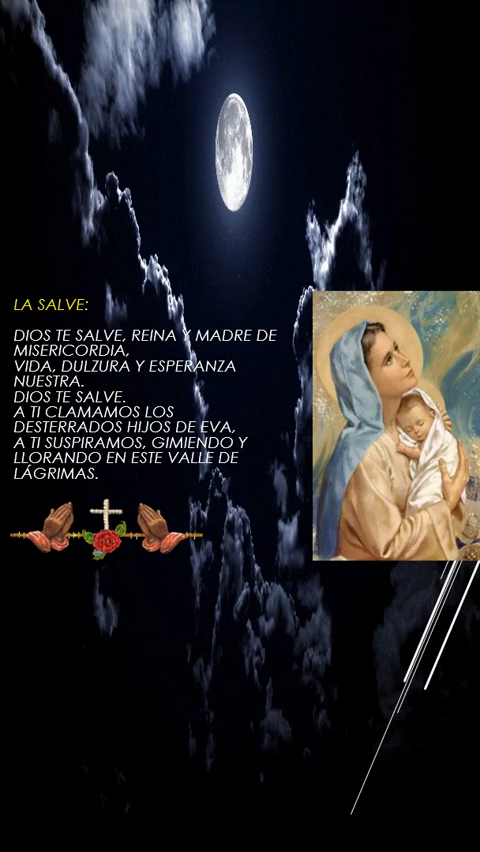 LA SALVE:
DIOS TE SALVE, REINA Y MADRE DE
MISERICORDIA,
VIDA, DULZURA Y ESPERANZA
NUESTRA.
DIOS TE SALVE.
A TI CLAMAMOS LOS
DESTERRADOS HIJOS DE EVA,
A TI SUSPIRAMOS, GIMIENDO Y
LLORANDO EN ESTE VALLE DE
LÁGRIMAS.